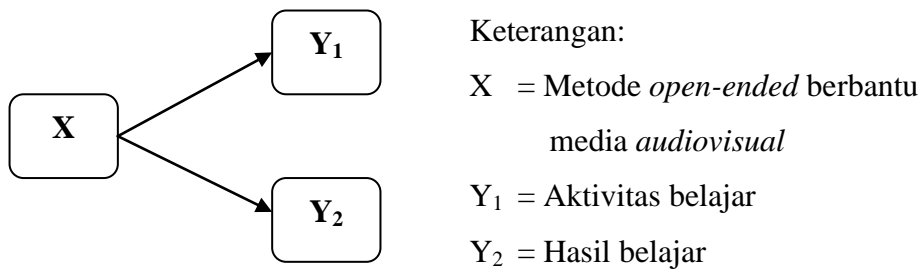 Y₁
X
Y₂
Keterangan:
X = Metode open-ended berbantu
media audiovisual
Y₁ = Aktivitas belajar
Y₂ = Hasil belajar